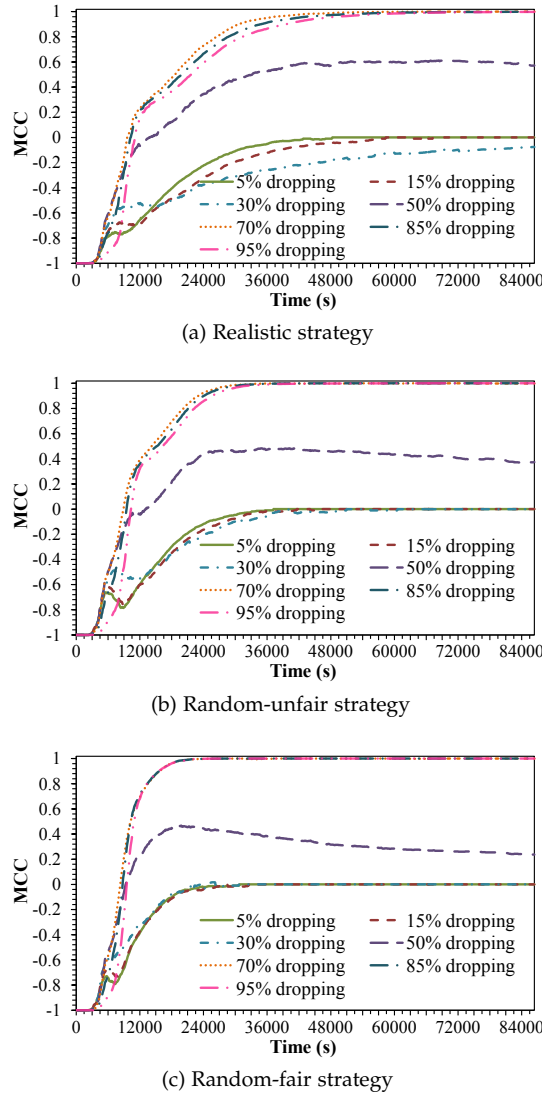 1
0.8
0.6
0.4
0.2
0
-0.2
-0.4
-0.6
-0.8
-1
MCC
5% dropping 15% dropping
30% dropping 50% dropping
70% dropping 85% dropping
95% dropping
0 12000 24000 36000 48000 60000 72000 84000
Time (s)
(a) Realistic strategy
1
0.8
0.6
0.4
0.2
0
-0.2
-0.4
-0.6
-0.8
-1
MCC
5% dropping 15% dropping
30% dropping 50% dropping
70% dropping 85% dropping
95% dropping
0 12000 24000 36000 48000 60000 72000 84000
Time (s)
(b) Random-unfair strategy
1
0.8
0.6
0.4
0.2
0
-0.2
-0.4
-0.6
-0.8
-1
MCC
5% dropping 15% dropping
30% dropping 50% dropping
70% dropping 85% dropping
95% dropping
0 12000 24000 36000 48000 60000 72000 84000
Time (s)
(c) Random-fair strategy